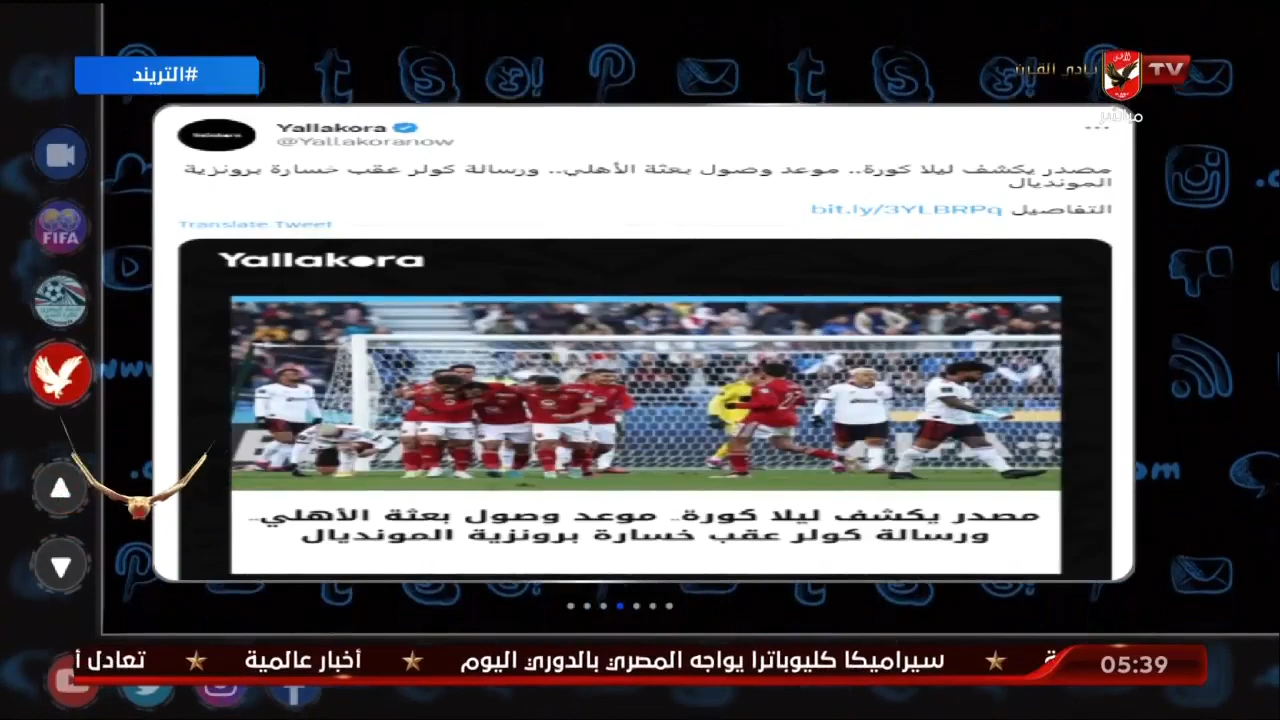 #التريند
نادي القرن
TV
مباشر
Yallakora
@Yallakoranow
مصدر يكشف ليلا كورة.. موعد وصول بعثة الأهلي.. ورسالة كولر عقب خسارة برونزية
المونديال
التفاصيل bit.ly/3YLBRPq
Translate Tweet
Yallakora
مصدر يكشف ليلا كورة.. موعد وصول بعثة الأهلي..
ورسالة كولر عقب خسارة برونزية المونديال
FIFA
سيراميكا كليوباترا يواجه المصري بالدوري اليوم ★ أخبار عالمية ★ تعادل أ
05:39